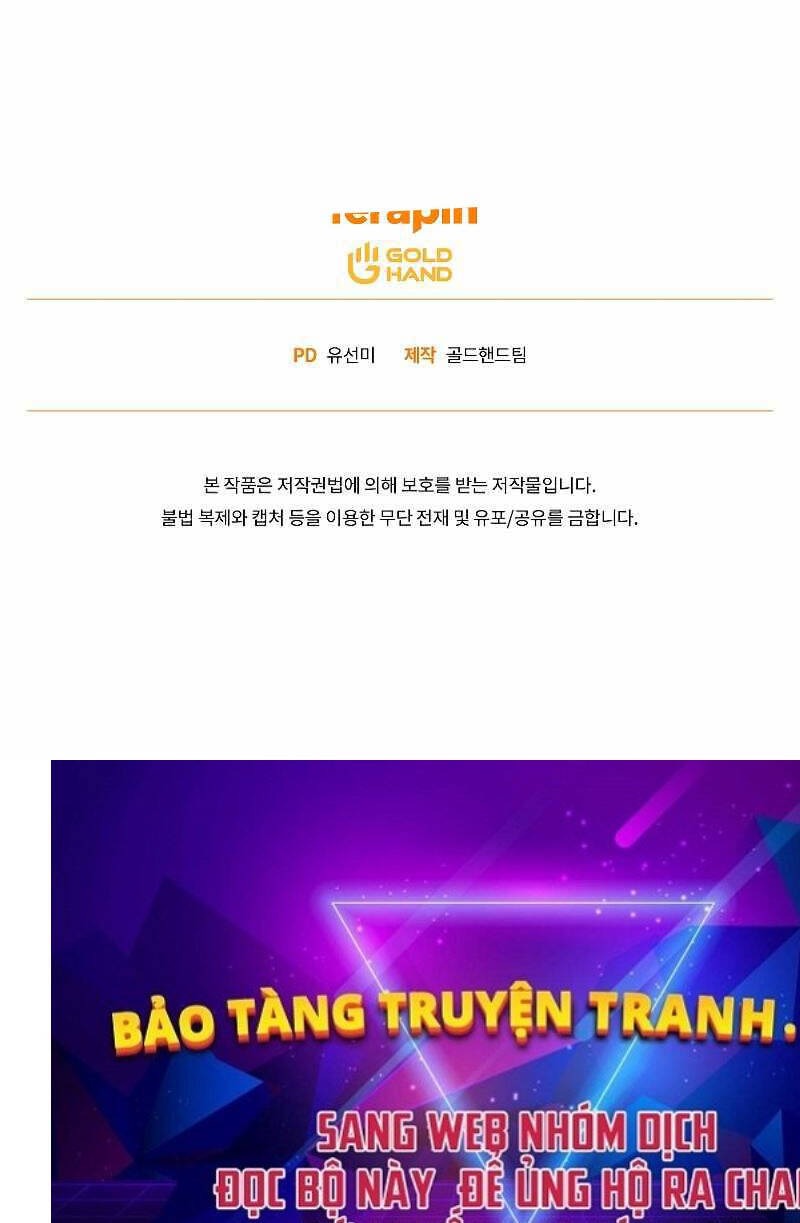 Terapin
GOLD
HAND
PD 유선미 제작 골드핸드팀
본 작품은 저작권법에 의해 보호를 받는 저작물입니다.
불법 복제와 캡처 등을 이용한 무단 전재 및 유포/공유를 금합니다.
BẢO TÀNG TRUYỆN TRANH.
SANG WEB NHÓM DỊCH
ĐỌC BỘ NÀY ĐỂ ỦNG HỘ RA